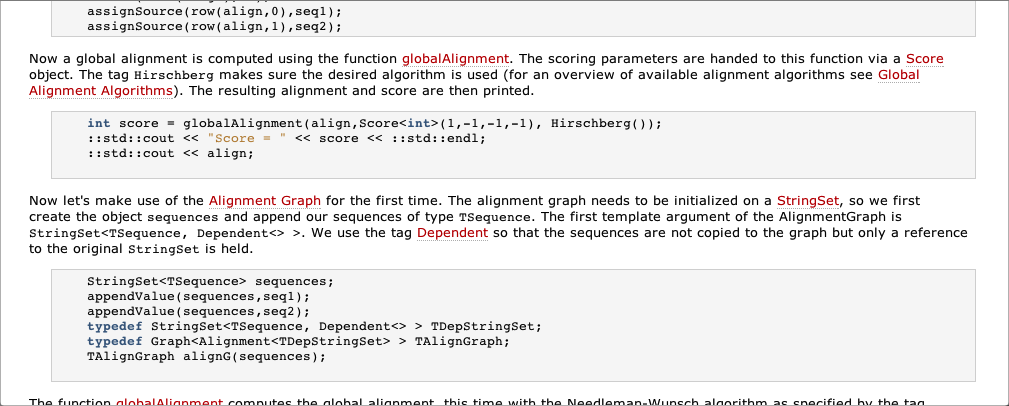 assignSource(row(align,0),seq1);
assignSource(row(align,1),seq2);
Now a global alignment is computed using the function globalAlignment. The scoring parameters are handed to this function via a Score
object. The tag Hirschberg makes sure the desired algorithm is used (for an overview of available alignment algorithms see Global
Alignment Algorithms). The resulting alignment and score are then printed.
int score = globalAlignment(align,Score<int>(1,-1,-1,-1), Hirschberg());
::std::cout << "Score = " << score << ::std::endl;
::std::cout << align;
Now let's make use of the Alignment Graph for the first time. The alignment graph needs to be initialized on a StringSet, so we first
create the object sequences and append our sequences of type TSequence. The first template argument of the AlignmentGraph is
StringSet<TSequence, Dependent<> >. We use the tag Dependent so that the sequences are not copied to the graph but only a reference
to the original StringSet is held.
StringSet<TSequence> sequences;
appendValue(sequences,seq1);
appendValue(sequences,seq2);
typedef StringSet<TSequence, Dependent<> > TDepStringSet;
typedef Graph<Alignment<TDepStringSet> > TAlignGraph;
TAlignGraph alignG(sequences);
The function globalAlignment computes the global alignment, this time with the Needleman-Wunsch algorithm as specified by the tag